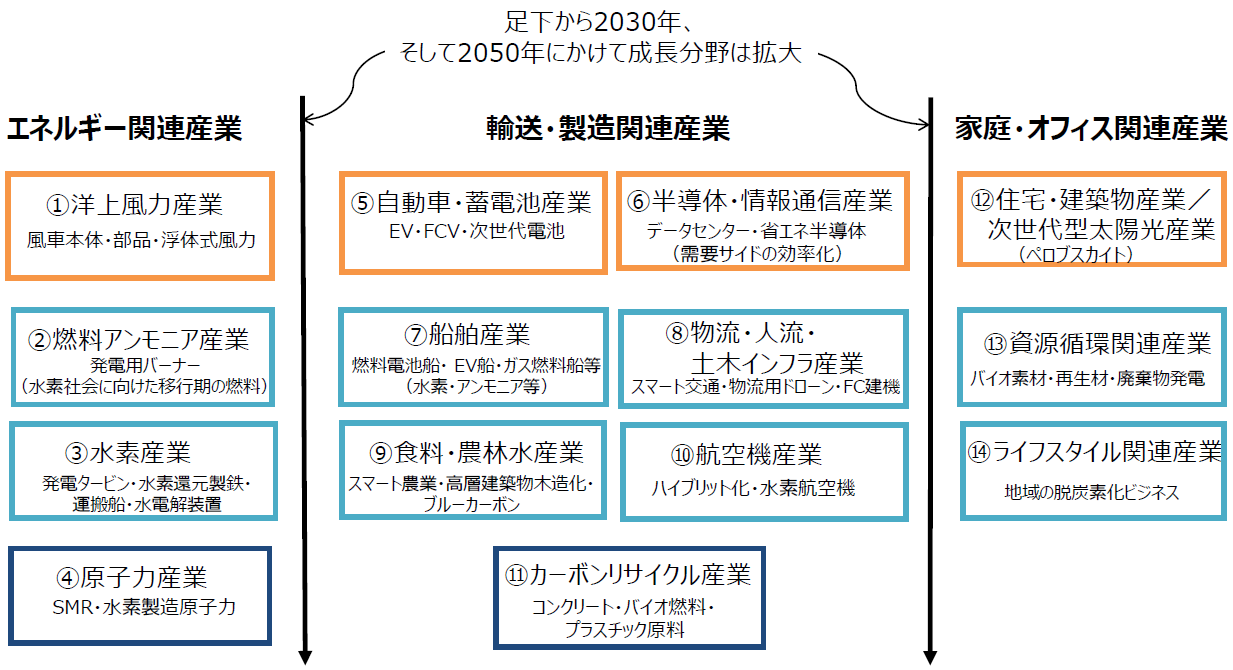 足下から2030年、
そして2050年にかけて成長分野は拡大
エネルギー関連産業
①洋上風力産業
風車本体・部品・浮体式風力
②燃料アンモニア産業
発電用バーナー
（水素社会に向けた移行期の燃料）
③水素産業
発電タービン・水素還元製鉄・
運搬船・水電解装置
④原子力産業
SMR・水素製造原子力
輸送・製造関連産業
⑤自動車・蓄電池産業
EV・FCV・次世代電池
⑥半導体・情報通信産業
データセンター・省エネ半導体
（需要サイドの効率化）
⑦船舶産業
燃料電池船・EV船・ガス燃料船等
（水素・アンモニア等）
⑧物流・人流・
土木インフラ産業
スマート交通・物流用ドローン・FC建機
⑨食料・農林水産業
スマート農業・高層建築物木造化・
ブルーカーボン
⑩航空機産業
ハイブリット化・水素航空機
⑪カーボンリサイクル産業
コンクリート・バイオ燃料・
プラスチック原料
家庭・オフィス関連産業
⑫住宅・建築物産業／
次世代型太陽光産業
（ペロブスカイト）
⑬資源循環関連産業
バイオ素材・再生材・廃棄物発電
⑭ライフスタイル関連産業
地域の脱炭素化ビジネス